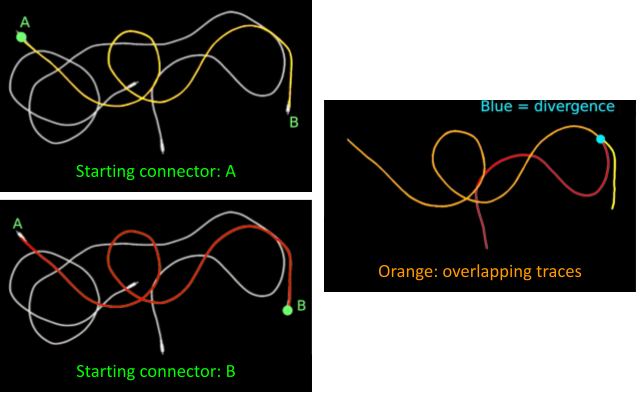 A
B
Starting connector: A
A
B
Starting connector: B
Blue = divergence
Orange: overlapping traces